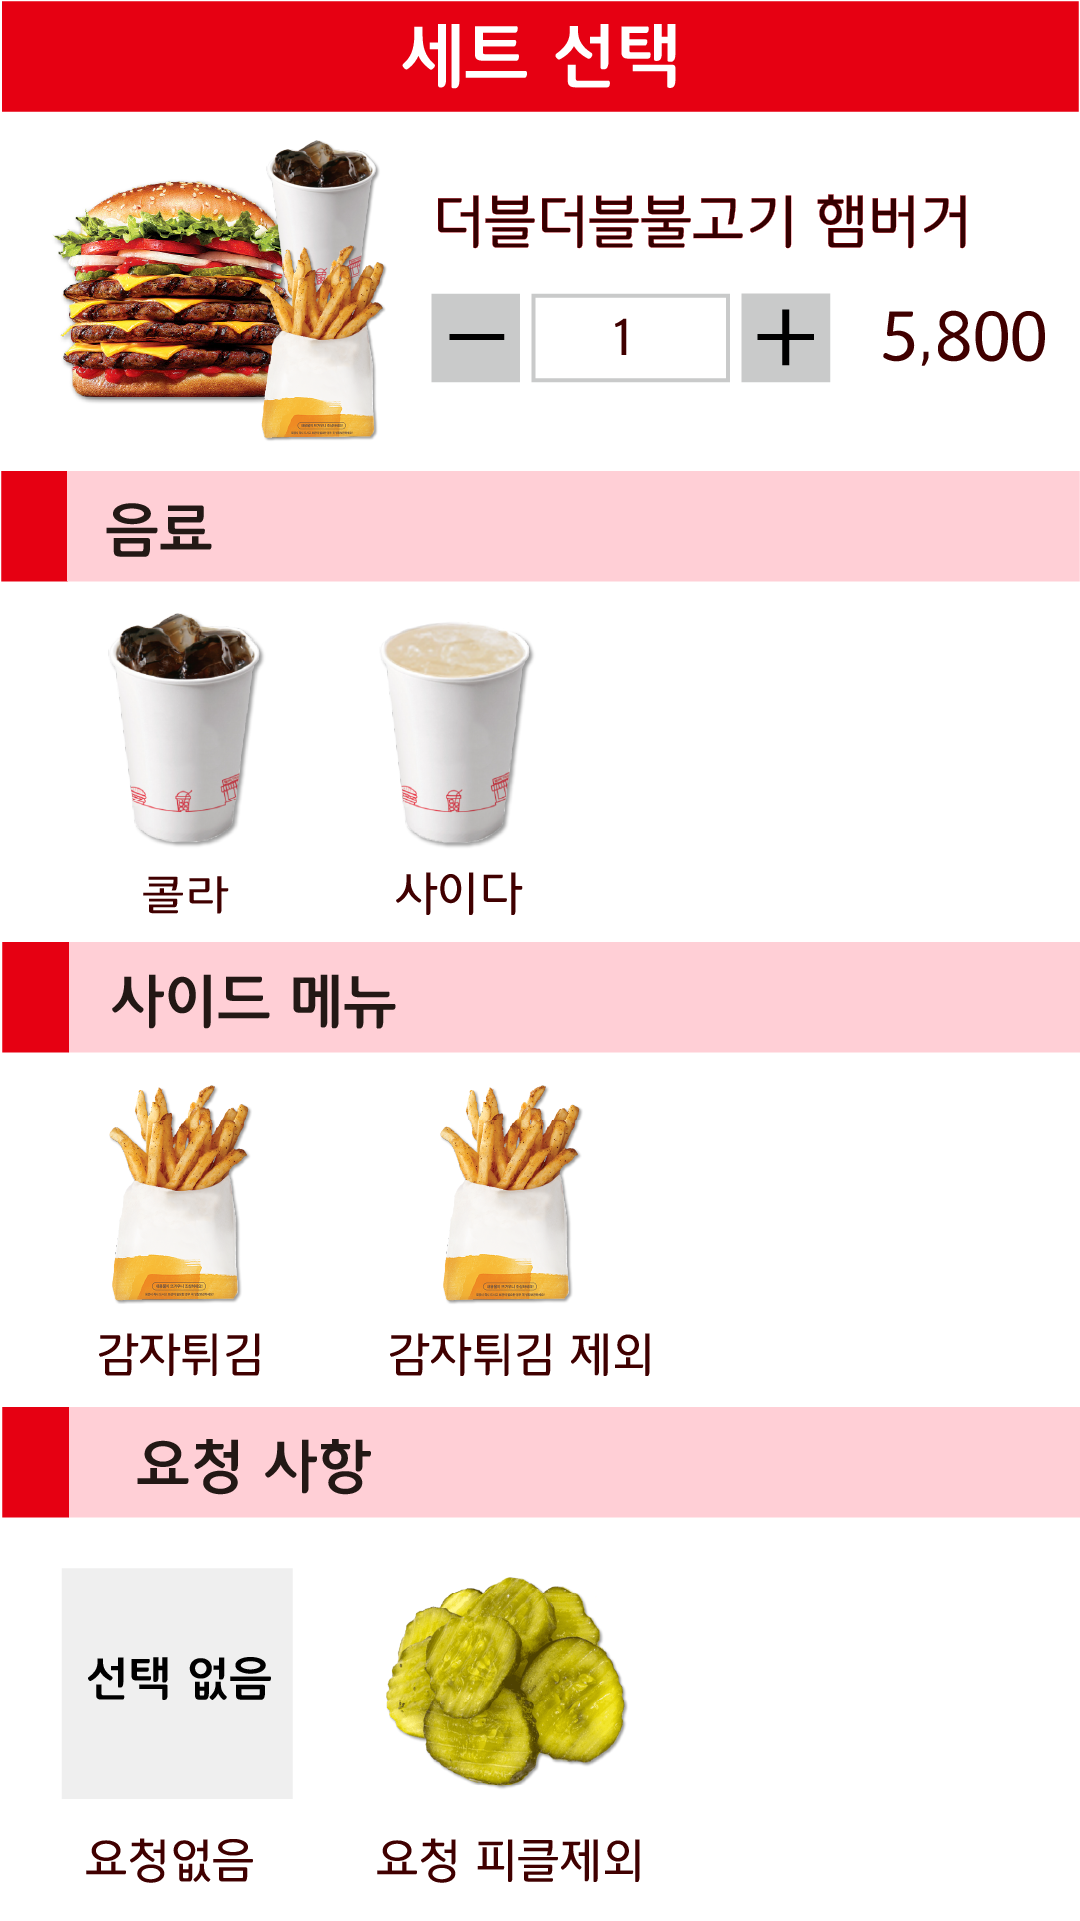 세트 선택
더블더블불고기 햄버거
− 1 + 5,800
음료
콜라 사이다
사이드 메뉴
감자튀김 감자튀김 제외
요청 사항
선택 없음
요청없음 요청 피클제외